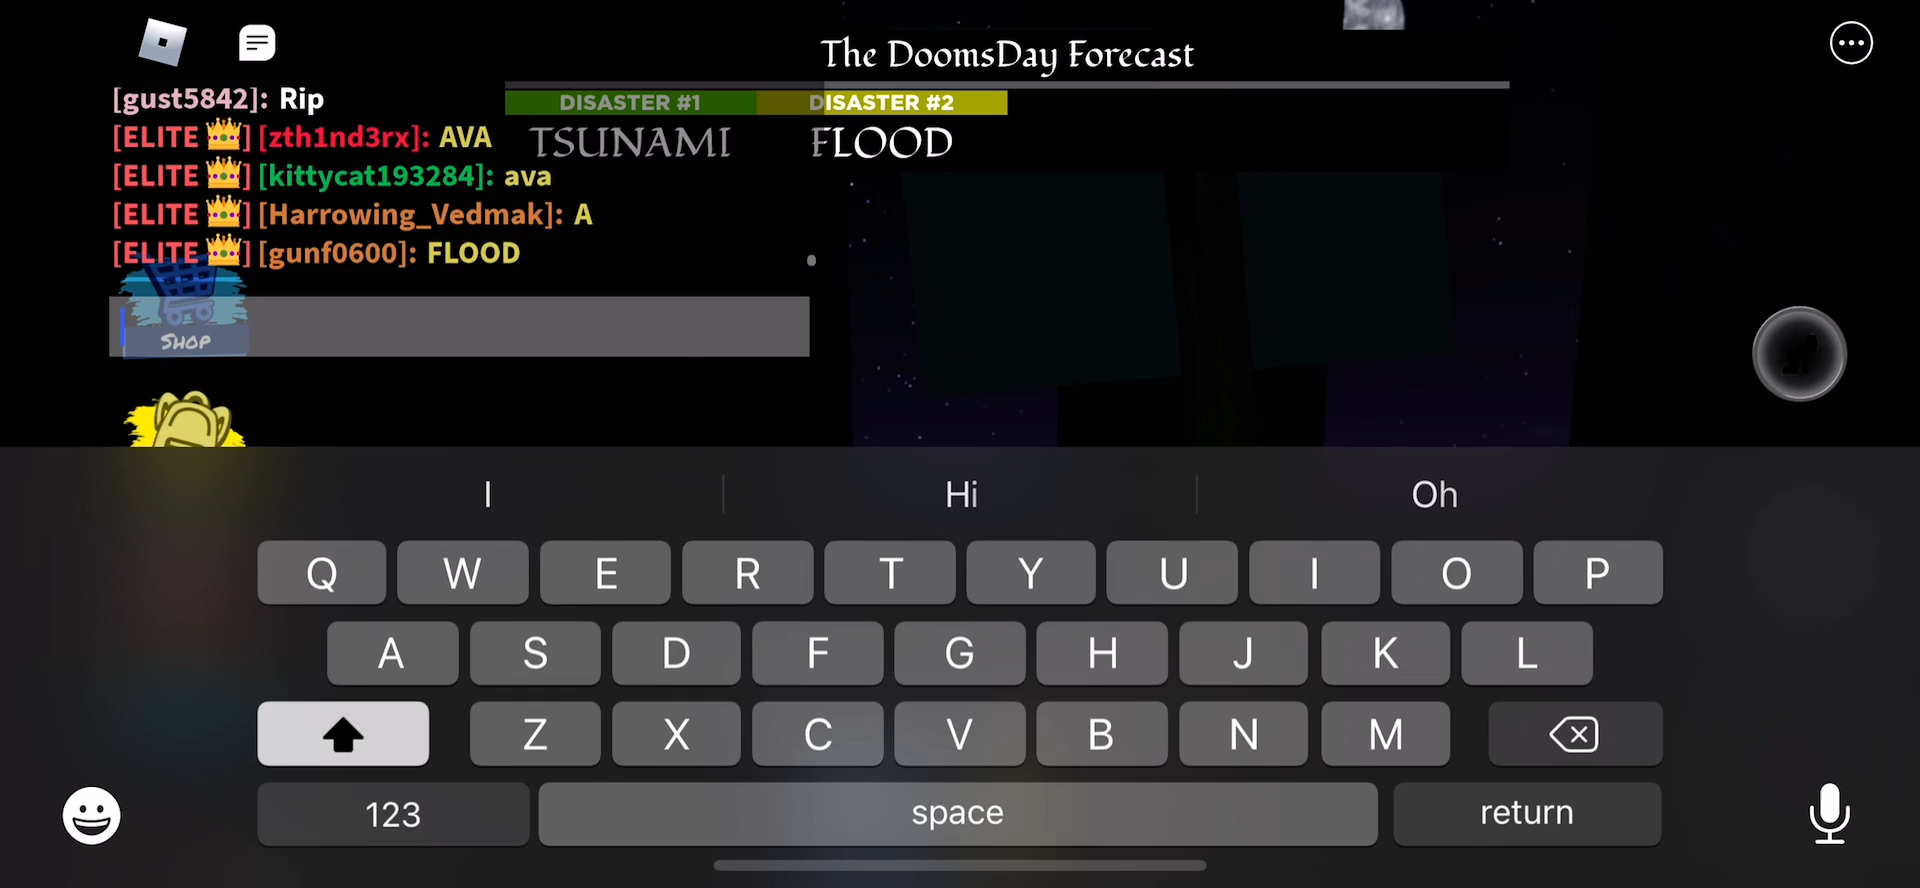 The DoomsDay Forecast
[gust5842]: Rip
DISASTER #1
DISASTER #2
[ELITE 👑] [zth1nd3rx]: AVA
TSUNAMI
FLOOD
[ELITE 👑] [kittycat193284]: ava
[ELITE 👑] [Harrowing_Vedmak]: A
[ELITE 👑] [gunf0600]: FLOOD
SHOP
I Hi Oh
Q W E R T Y U I O P
A S D F G H J K L
Z X C V B N M
123 space return